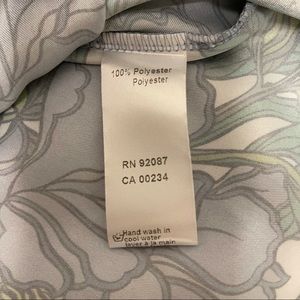 100% Polyester
Polyester
RN 92087
CA 00234
Hand wash in
cool water
laver à la main